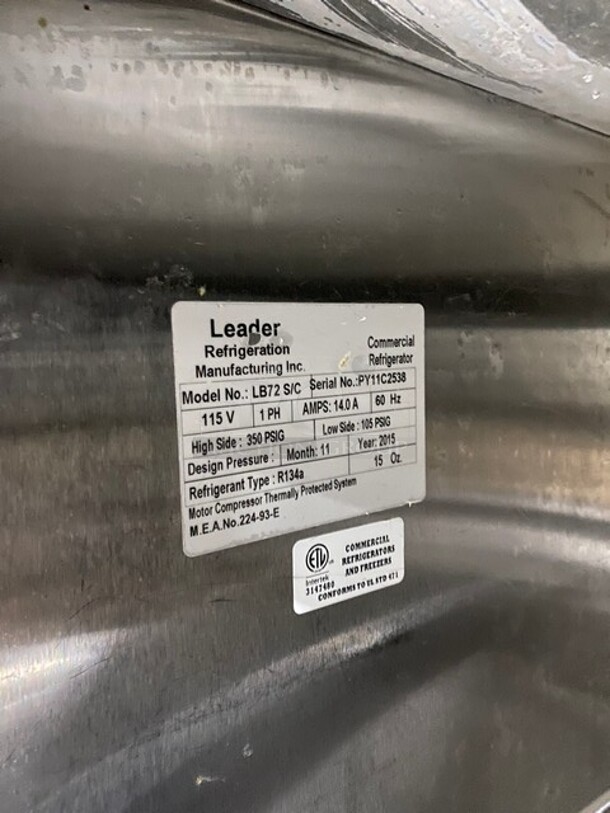 Leader
Refrigeration
Manufacturing Inc.
Commercial
Refrigerator
Model No.: LB72 S/C Serial No.:PY11C2538
115 V 1 PH AMPS: 14.0 A 60 Hz
High Side : 350 PSIG Low Side : 105 PSIG
Design Pressure : Month: 11 Year: 2015
Refrigerant Type : R134a 15 Oz.
Motor Compressor Thermally Protected System
M.E.A.No.224-93-E
ETL
Intertek
3147480
COMMERCIAL
REFRIGERATORS
AND FREEZERS
CONFORMS TO UL STD 471